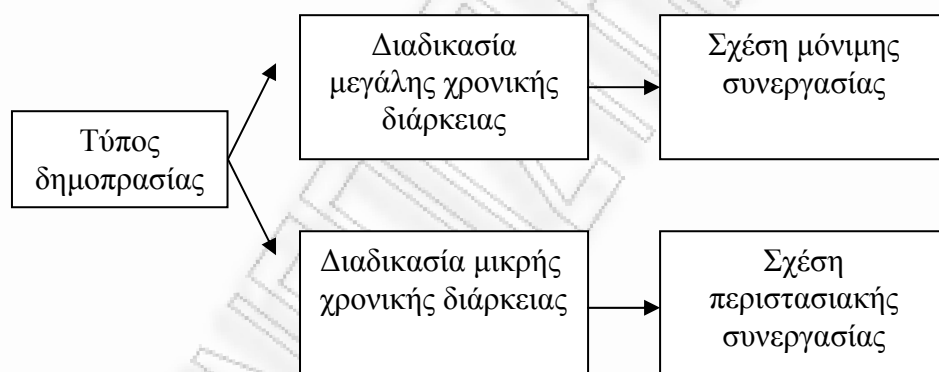 Τύπος
δημοπρασίας
Διαδικασία
μεγάλης χρονικής
διάρκειας
Σχέση μόνιμης
συνεργασίας
Διαδικασία μικρής
χρονικής διάρκειας
Σχέση
περιστασιακής
συνεργασίας